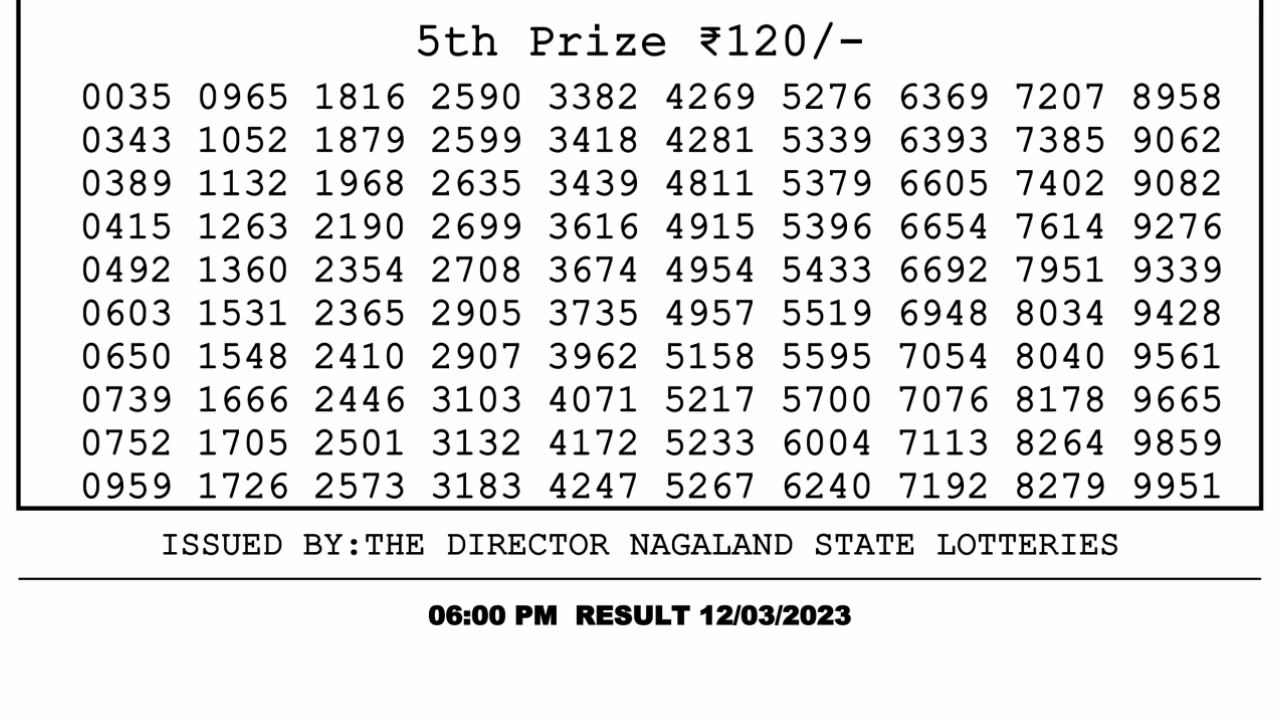 5th Prize ₹120/-
0035 0965 1816 2590 3382 4269 5276 6369 7207 8958
0343 1052 1879 2599 3418 4281 5339 6393 7385 9062
0389 1132 1968 2635 3439 4811 5379 6605 7402 9082
0415 1263 2190 2699 3616 4915 5396 6654 7614 9276
0492 1360 2354 2708 3674 4954 5433 6692 7951 9339
0603 1531 2365 2905 3735 4957 5519 6948 8034 9428
0650 1548 2410 2907 3962 5158 5595 7054 8040 9561
0739 1666 2446 3103 4071 5217 5700 7076 8178 9665
0752 1705 2501 3132 4172 5233 6004 7113 8264 9859
0959 1726 2573 3183 4247 5267 6240 7192 8279 9951
ISSUED BY:THE DIRECTOR NAGALAND STATE LOTTERIES
06:00 PM RESULT 12/03/2023